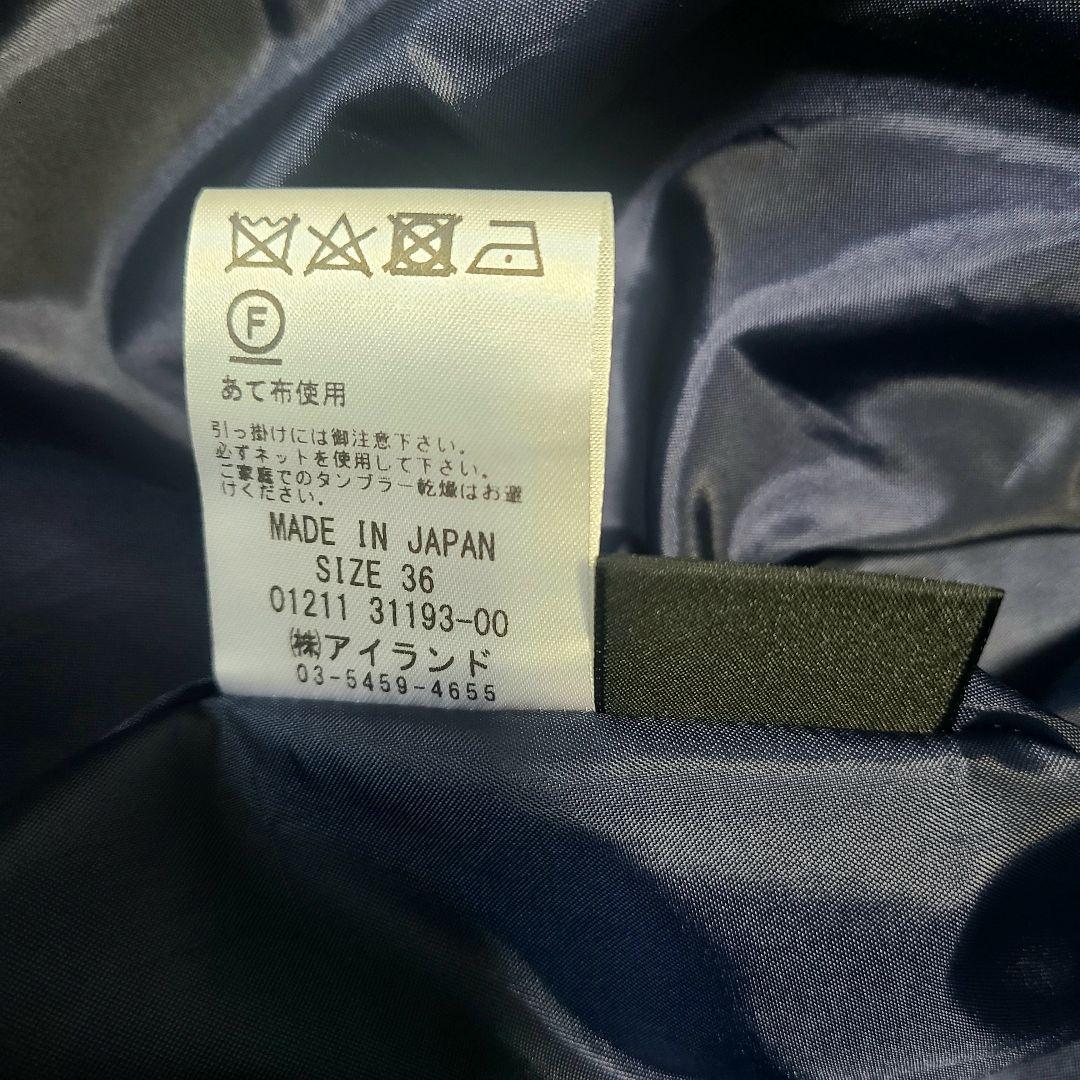 F
あて布使用
引っ掛けには御注意下さい。
必ずネットを使用して下さい。
ご家庭でのタンブラー乾燥はお避
けください。
MADE IN JAPAN
SIZE 36
01211 31193-00
㈱アイランド
03-5459-4655